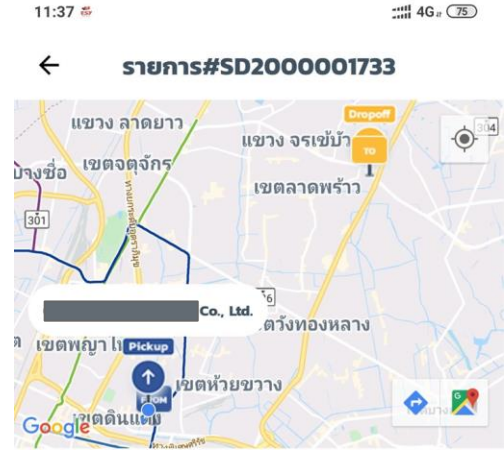 11:37
4G 75
รายการ#SD2000001733
Dropoff
304
แขวง ลาดยาว
แขวง จรเข้บัว
TO
บางซื่อ
เขตจตุจักร
เขตลาดพร้าว
301
Co., Ltd.
ตวังทองหลาง
เขตพญาไ
Pickup
เขตห้วยขวาง
FROM
Google
เขตดินแดง